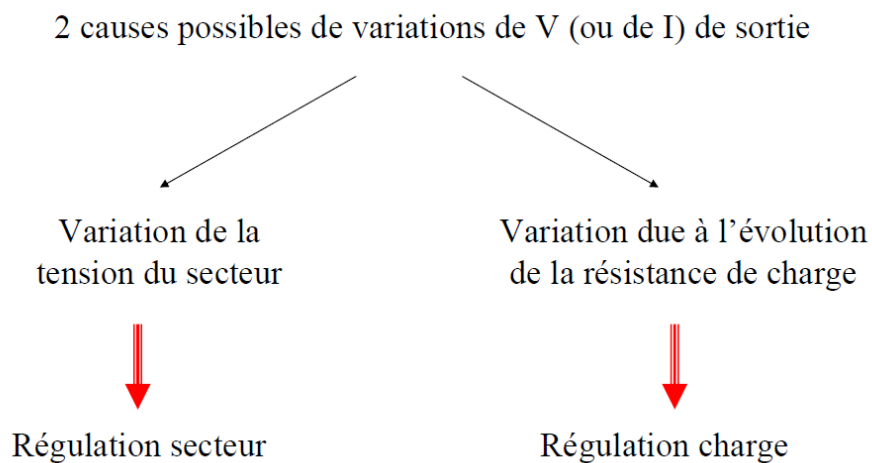 2 causes possibles de variations de V (ou de I) de sortie
Variation de la
tension du secteur
Variation due à l'évolution
de la résistance de charge
Régulation secteur
Régulation charge